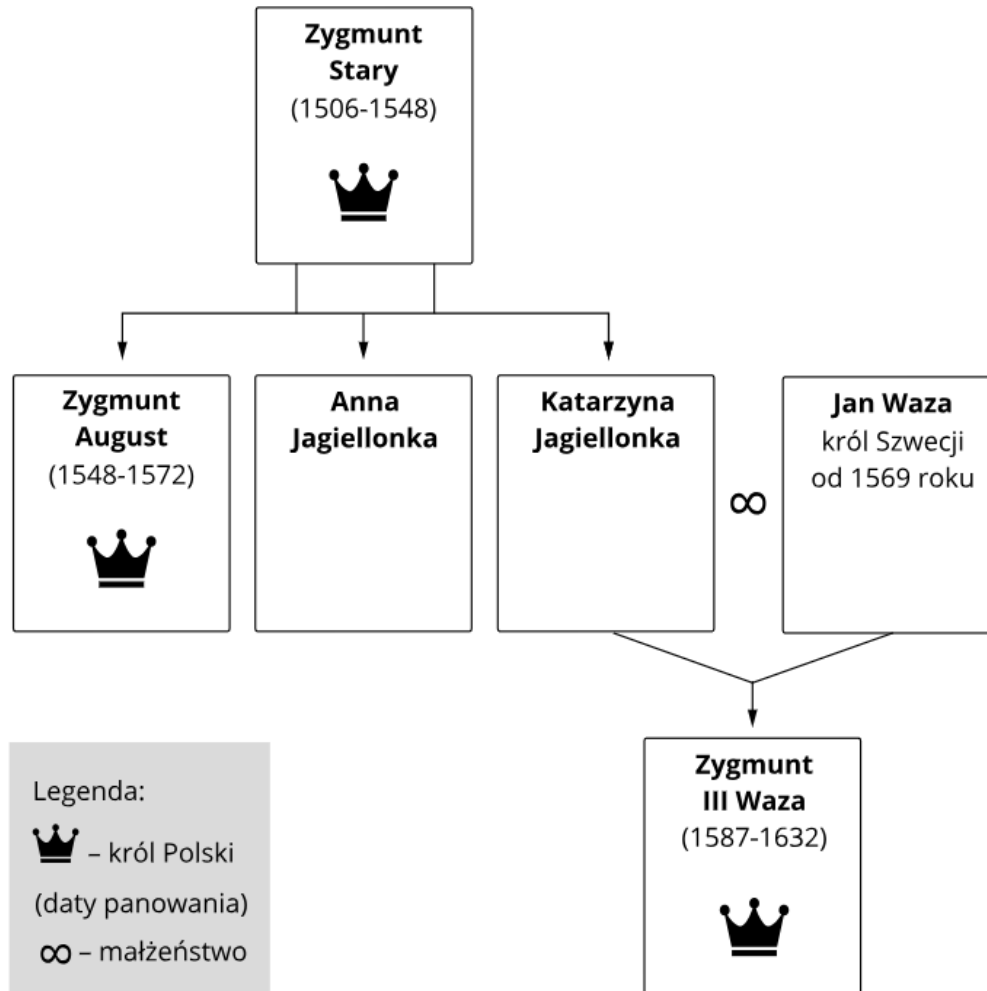 Zygmunt
Stary
(1506-1548)
Zygmunt
August
(1548-1572)
Anna
Jagiellonka
Katarzyna
Jagiellonka
∞
Jan Waza
król Szwecji
od 1569 roku
Zygmunt
III Waza
(1587-1632)
Legenda:
– król Polski
(daty panowania)
∞ – małżeństwo